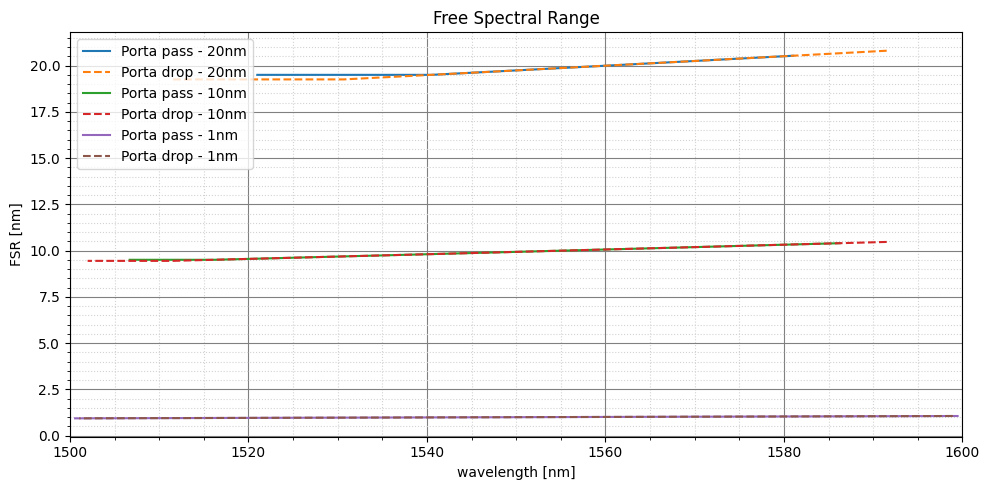 Free Spectral Range
Porta pass - 20nm
Porta drop - 20nm
Porta pass - 10nm
Porta drop - 10nm
Porta pass - 1nm
Porta drop - 1nm
FSR [nm]
20.0
17.5
15.0
12.5
10.0
7.5
5.0
2.5
0.0
1500 1520 1540 1560 1580 1600
wavelength [nm]